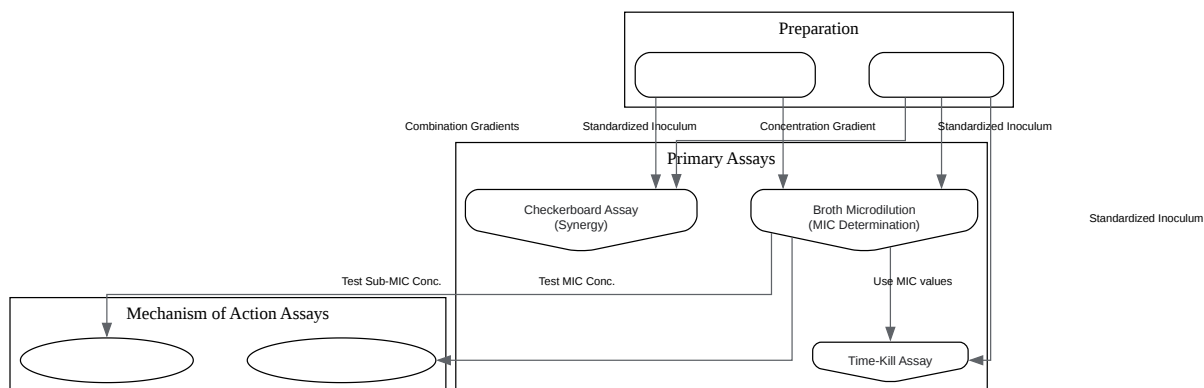 Preparation
Combination Gradients
Standardized Inoculum
Concentration Gradient
Standardized Inoculum
Primary Assays
Checkerboard Assay
(Synergy)
Broth Microdilution
(MIC Determination)
Standardized Inoculum
Test Sub-MIC Conc.
Test MIC Conc.
Use MIC values
Mechanism of Action Assays
Time-Kill Assay